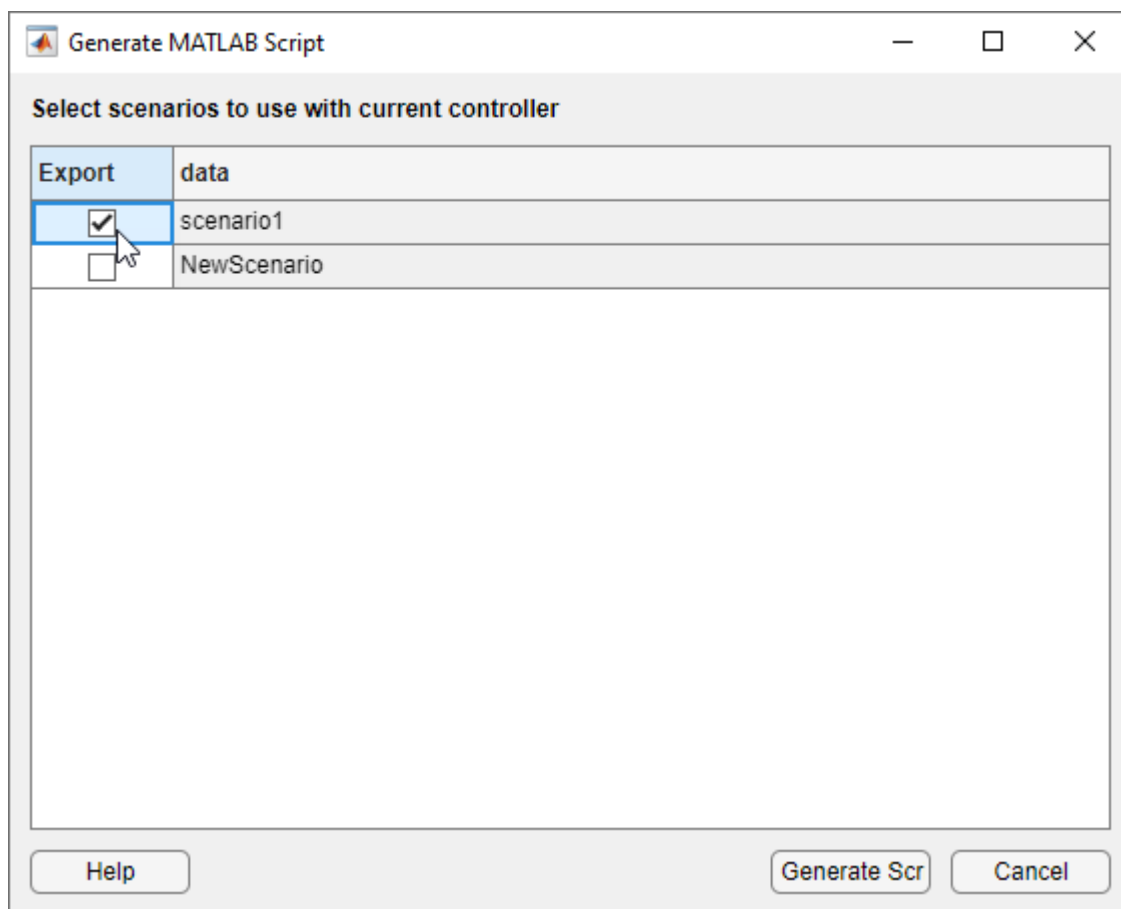 Generate MATLAB Script
Select scenarios to use with current controller
Export data
scenario1
NewScenario
Help Generate Scr Cancel